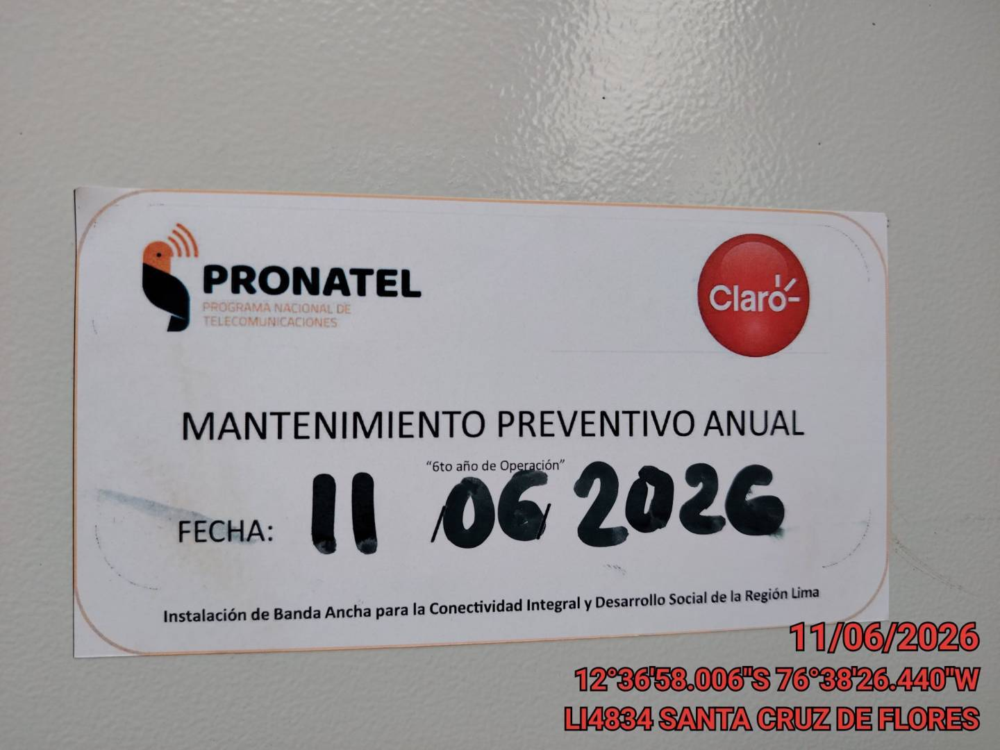 PRONATEL
PROGRAMA NACIONAL DE
TELECOMUNICACIONES
Claro
MANTENIMIENTO PREVENTIVO ANUAL
“6to año de Operación”
FECHA: 11/06/2026
Instalación de Banda Ancha para la Conectividad Integral y Desarrollo Social de la Región Lima
11/06/2026
12°36'58.006"S 76°38'26.440"W
LI4834 SANTA CRUZ DE FLORES